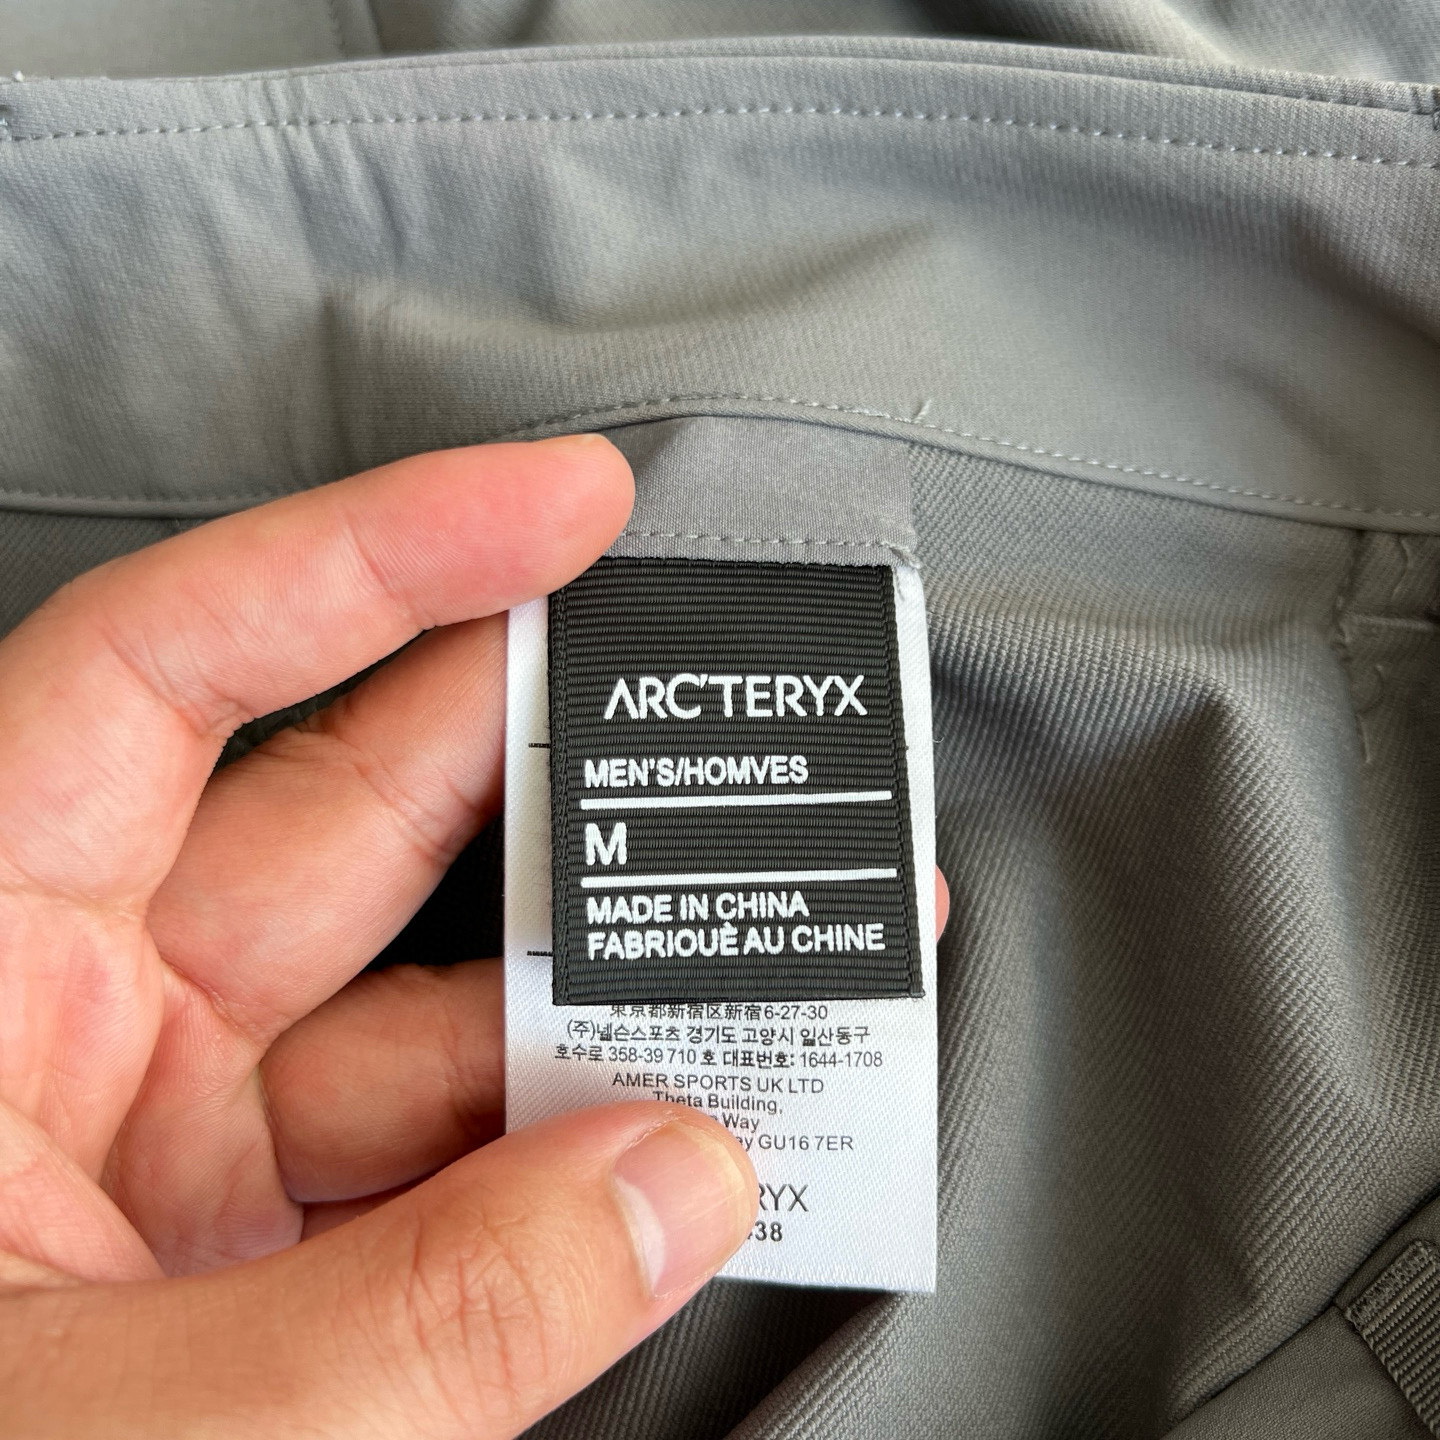 ARC'TERYX
MEN'S/HOMVES
M
MADE IN CHINA
FABRIOUÈ AU CHINE
東京都新宿区新宿6-27-30
(주)넬슨스포츠 경기도 고양시 일산동구
호수로 358-39 710 호 대표번호: 1644-1708
AMER SPORTS UK LTD
Theta Building,
Way
GU16 7ER
RYX
38